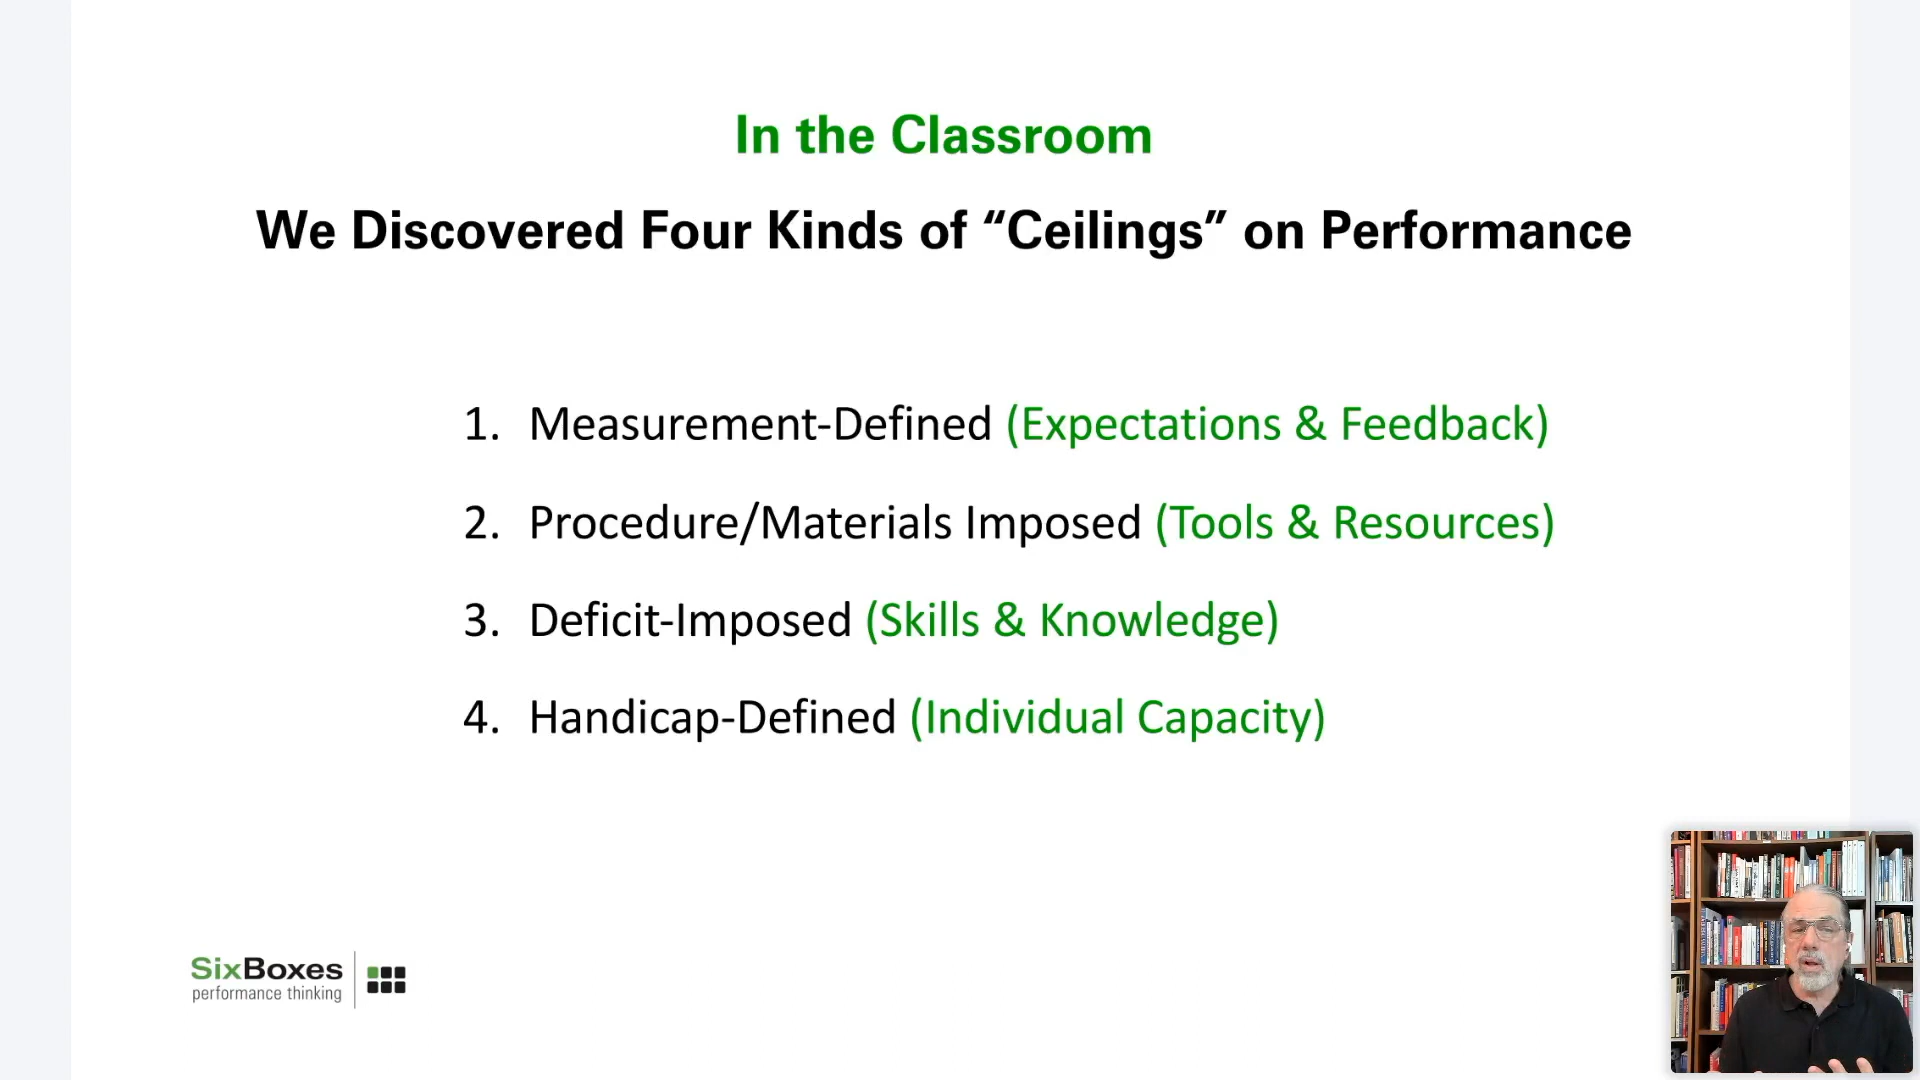 In the Classroom
We Discovered Four Kinds of “Ceilings” on Performance
1. Measurement-Defined (Expectations & Feedback)
2. Procedure/Materials Imposed (Tools & Resources)
3. Deficit-Imposed (Skills & Knowledge)
4. Handicap-Defined (Individual Capacity)
SixBoxes
performance thinking